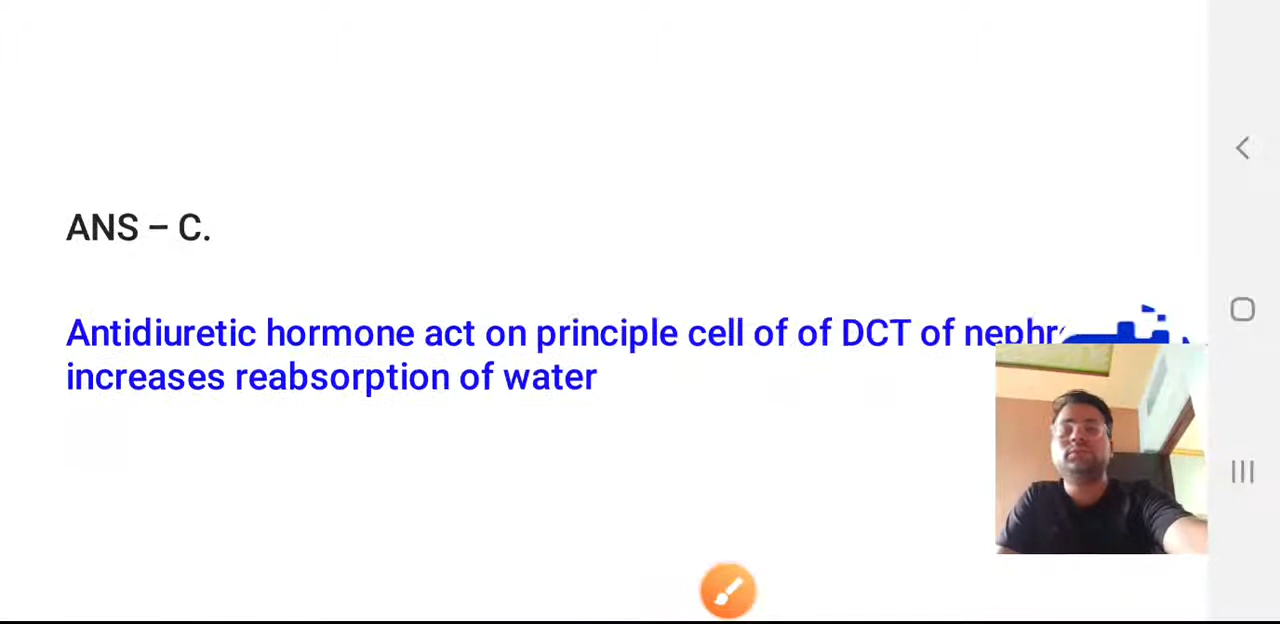 ANS – C.
Antidiuretic hormone act on principle cell of of DCT of
increases reabsorption of water